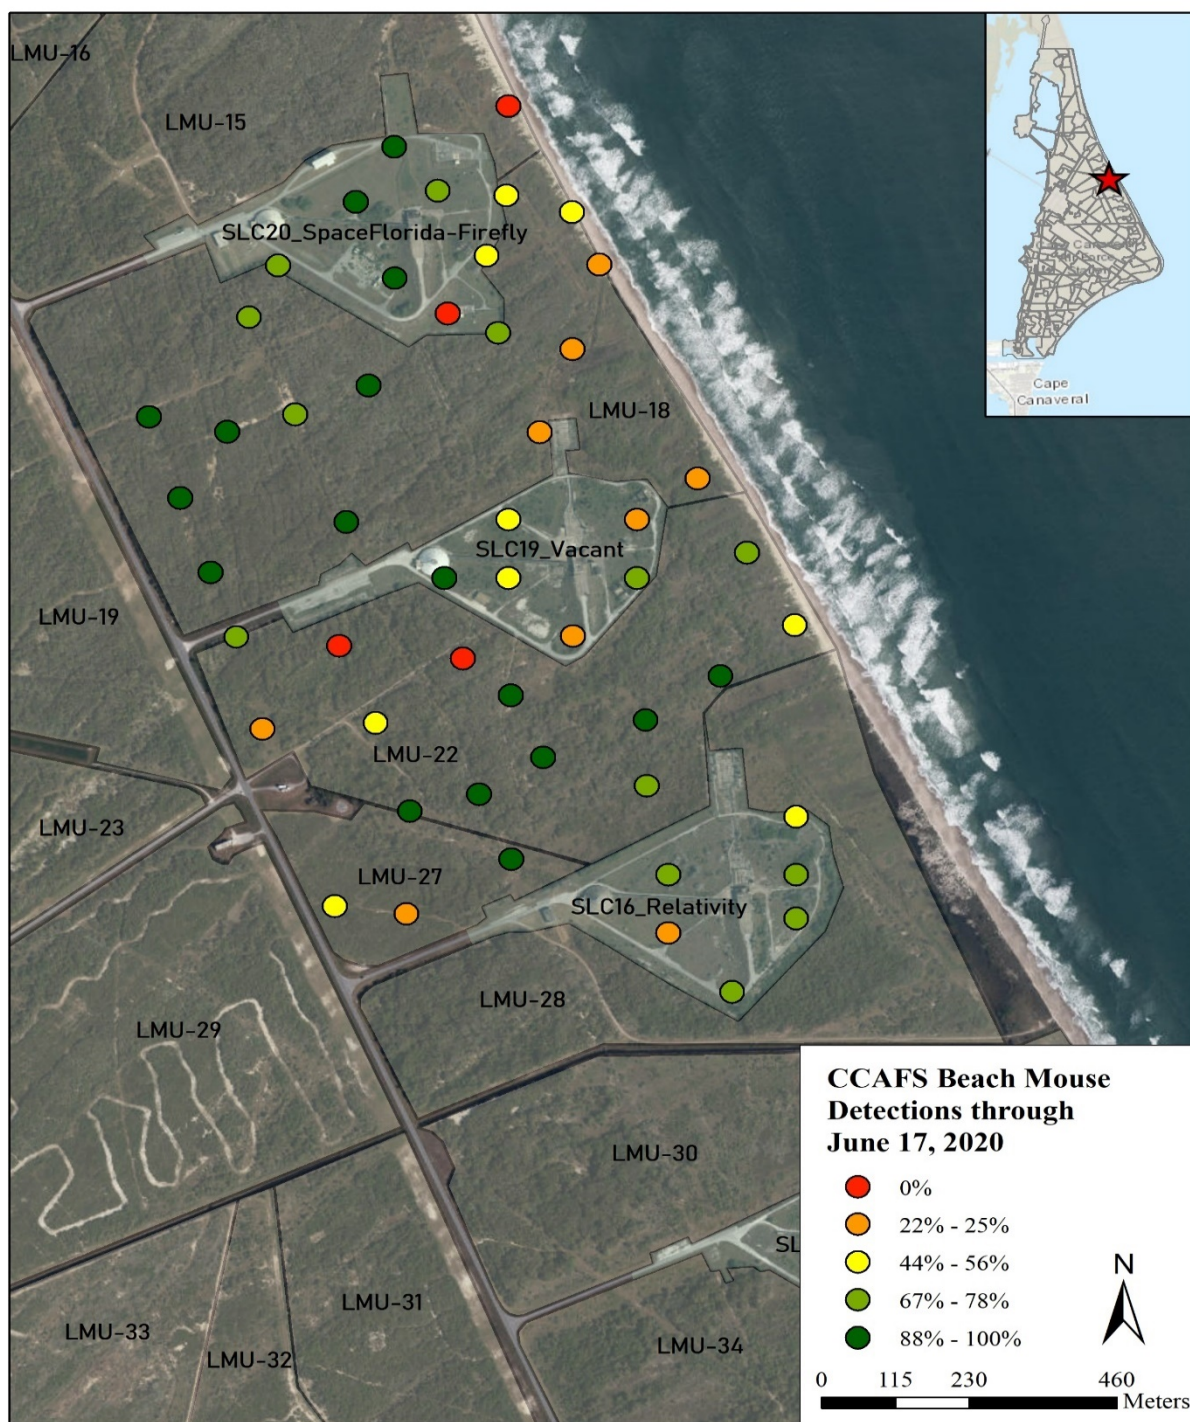 LMU-16
LMU-15
SLC20_SpaceFlorida-Firefly
Cape
Canaveral
LMU-18
SLC19_Vacant
LMU-19
LMU-22
LMU-23
LMU-27
SLC16_Relativity
LMU-28
LMU-29
LMU-30
SL
LMU-31
LMU-33
LMU-32
LMU-34
CCAFS Beach Mouse
Detections through
June 17, 2020
0%
22% - 25%
44% - 56%
67% - 78%
88% - 100%
N
0 115 230 460
Meters